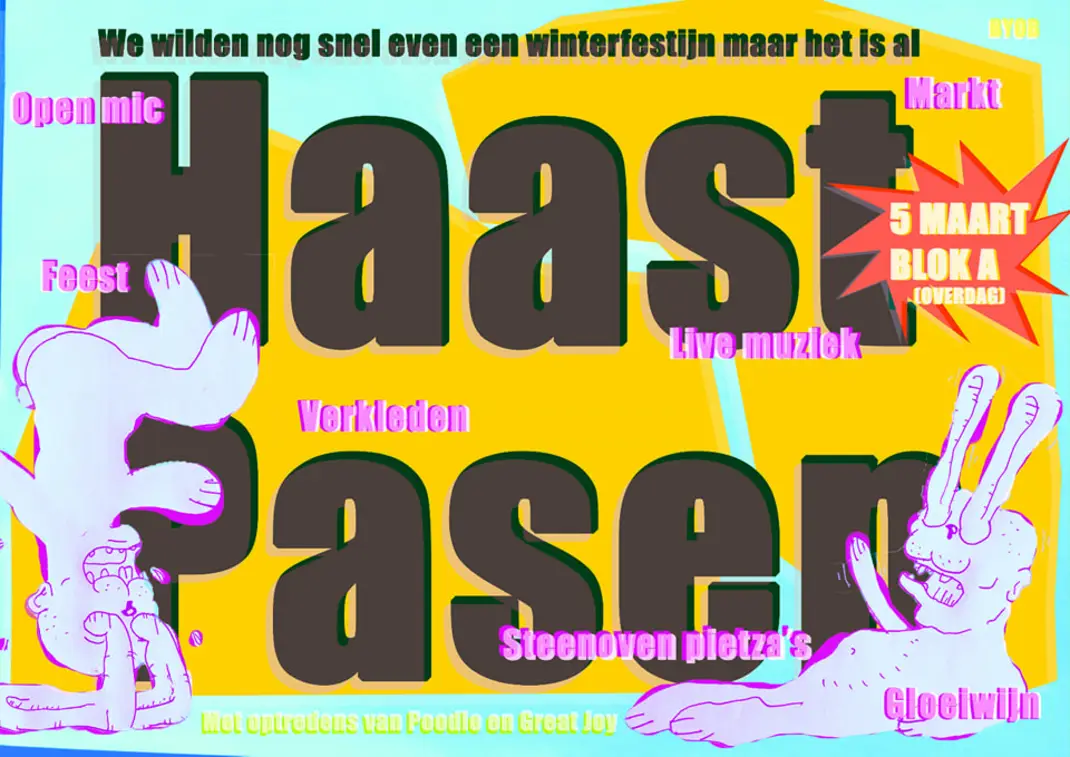 We wilden nog snel even een winterfestijn maar het is al
BYOB
Open mic
Markt
Haast
5 MAART
BLOK A
(OVERDAG)
Feest
Live muziek
Verkleden
Pasen
Steenoven pietza's
Gloeiwijn
Met optredens van Poodle en Great Joy